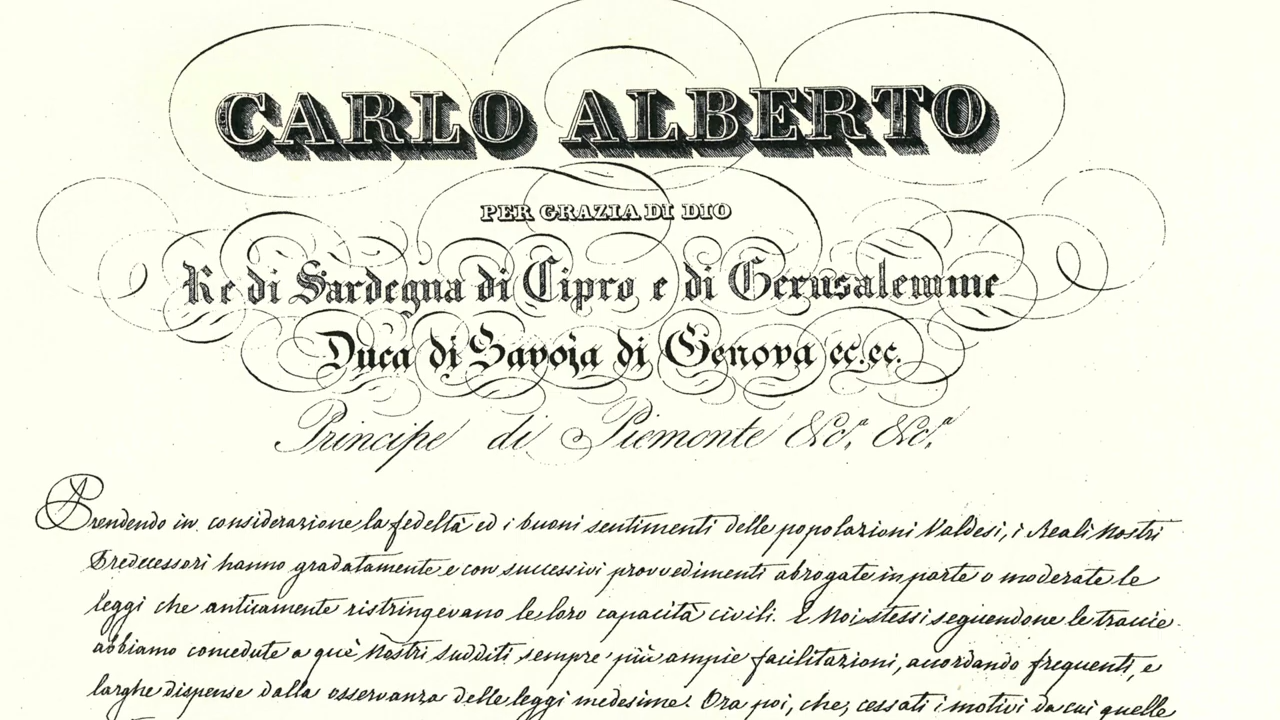 CARLO ALBERTO
PER GRAZIA DI DIO
Re di Sardegna di Cipro e di Gerusalemme
Duca di Savoja di Genova ec. ec.
Principe di Piemonte &c.ª &c.ª
Prendendo in considerazione la fedeltà ed i buoni sentimenti delle popolazioni Valdesi, i Reali Nostri
Predecessori hanno gradatamente e con successivi provvedimenti abrogate in parte o moderate le
leggi che anticamente ristringevano le loro capacità civili. E Noi stessi seguendone le traccie
abbiamo concedute a què Nostri sudditi sempre più ampie facilitazioni, accordando frequenti, e
larghe dispense dalla osservanza delle leggi medesime. Ora poi, che, cessati i motivi da cui quelle